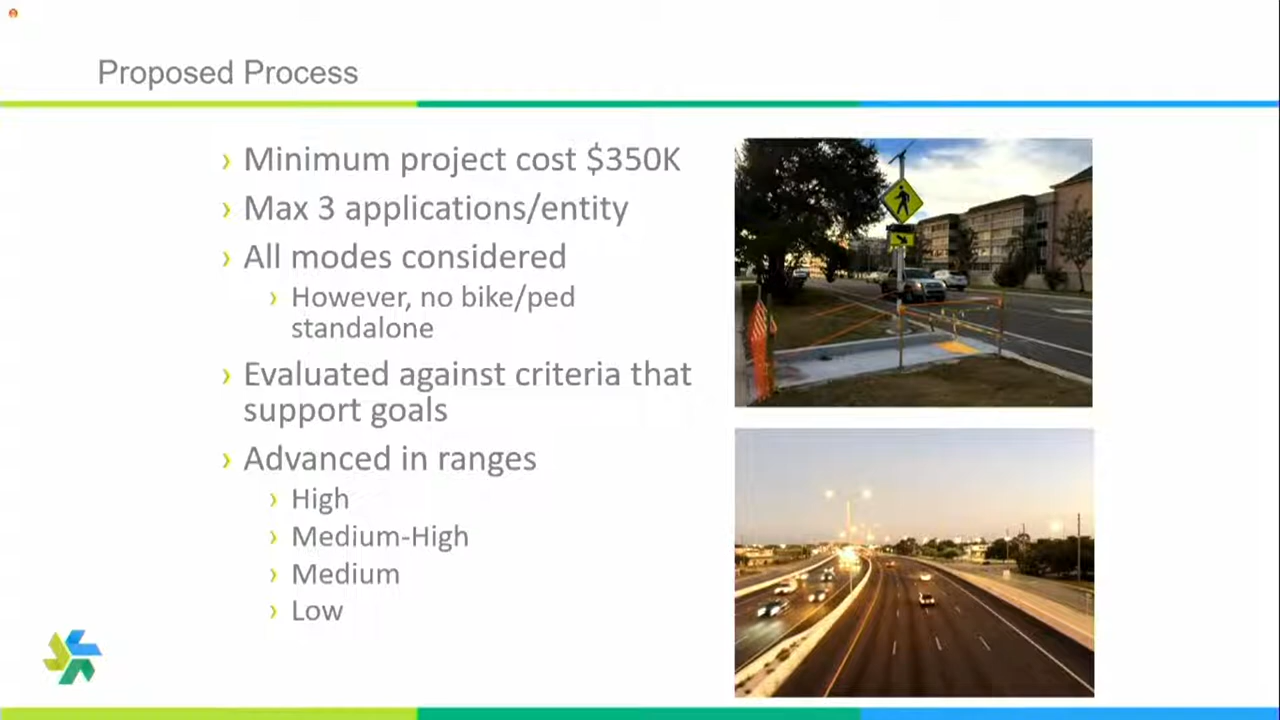 Proposed Process
› Minimum project cost $350K
› Max 3 applications/entity
› All modes considered
› However, no bike/ped
standalone
› Evaluated against criteria that
support goals
› Advanced in ranges
› High
› Medium-High
› Medium
› Low